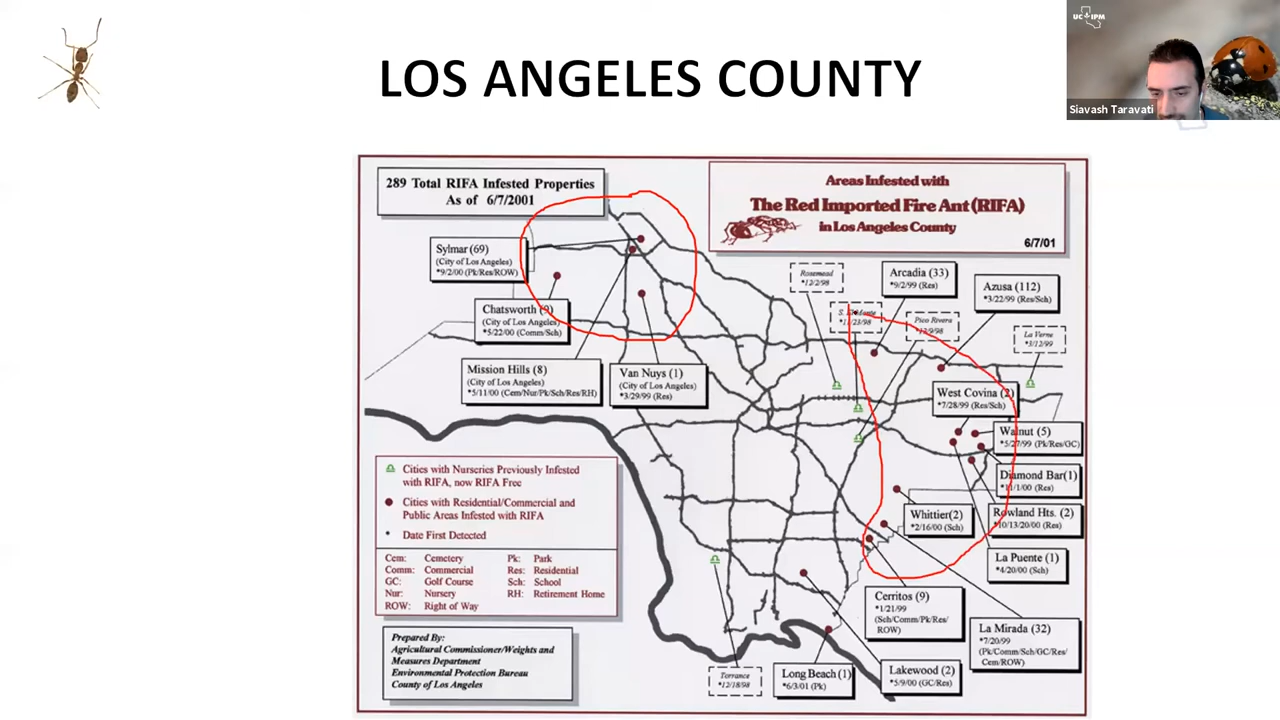 LOS ANGELES COUNTY
UC IPM
Siavash Taravati
289 Total RIFA Infested Properties
As of 6/7/2001
Areas Infested with
The Red Imported Fire Ant (RIFA)
in Los Angeles County
6/7/01
Sylmar (69)
(City of Los Angeles)
*9/2/00 (Pk/Res/ROW)
Chatsworth (9)
(City of Los Angeles)
*5/22/00 (Comm/Sch)
Mission Hills (8)
(City of Los Angeles)
*5/11/00 (Cem/Nur/Pk/Sch/Res/RH)
Van Nuys (1)
(City of Los Angeles)
*3/29/99 (Res)
Rosemead
*12/2/98
Arcadia (33)
*9/2/99 (Res)
Azusa (112)
*3/22/99 (Res/Sch)
Pico Rivera
La Verne
*3/12/99
West Covina (2)
*7/28/99 (Res/Sch)
Walnut (5)
*5/27/99 (Pk/Res/GC)
Diamond Bar(1)
(Res)
Rowland Hts. (2)
*10/13/20/00 (Res)
Whittier(2)
*2/16/00 (Sch)
La Puente (1)
*4/20/00 (Sch)
Cerritos (9)
*1/21/99
(Sch/Comm/Pk/Res/
ROW)
La Mirada (32)
*7/20/99
(Pk/Comm/Sch/GC/Res/
Cem/ROW)
Lakewood (2)
*5/9/00 (GC/Res)
Long Beach (1)
*6/3/01 (Pk)
Torrance
*12/18/98
Cities with Nurseries Previously Infested
with RIFA, now RIFA Free
Cities with Residential/Commercial and
Public Areas Infested with RIFA
* Date First Detected
Cem: Cemetery Pk: Park
Comm: Commercial Res: Residential
GC: Golf Course Sch: School
Nur: Nursery RH: Retirement Home
ROW: Right of Way
Prepared By:
Agricultural Commissioner/Weights and
Measures Department
Environmental Protection Bureau
County of Los Angeles